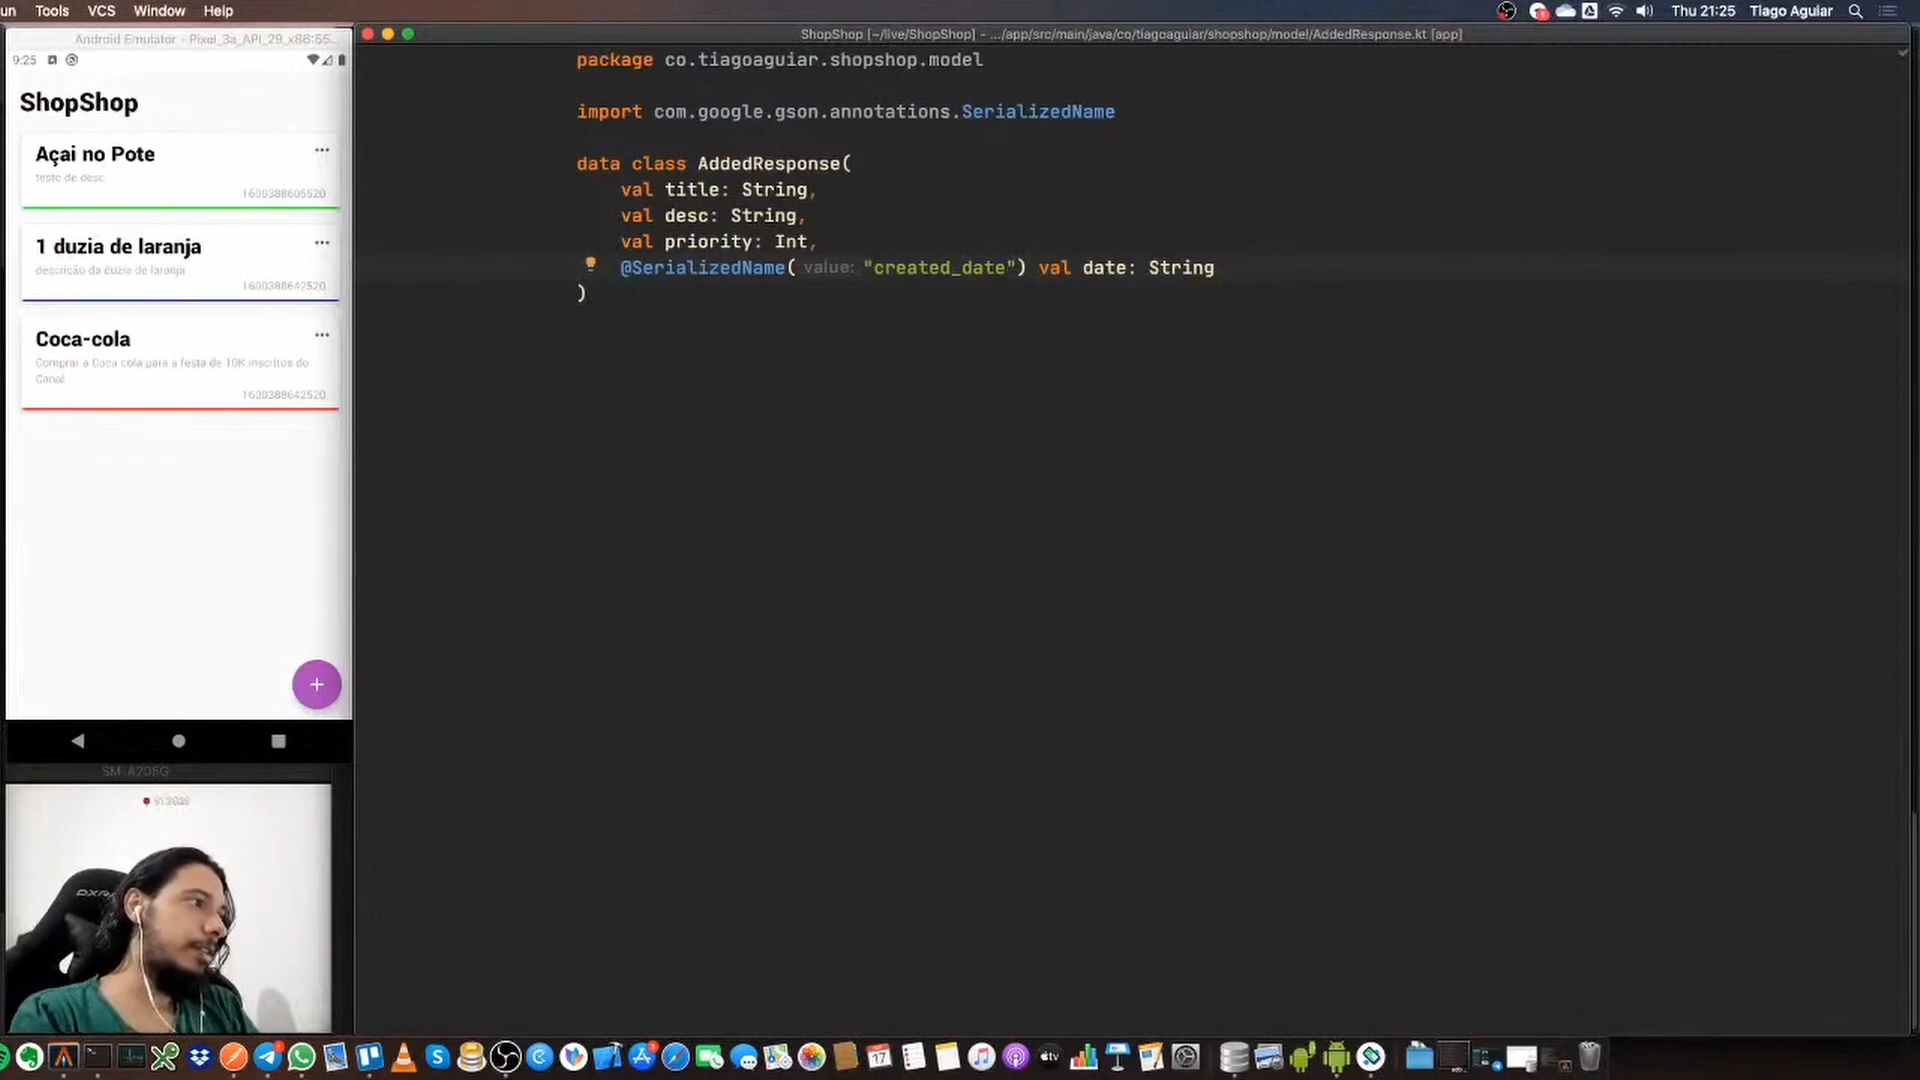 un Tools VCS Window Help
Thu 21:25 Tiago Aguiar
Android Emulator - Pixel_3a_API_29_x86:55...
9:25
ShopShop
Açai no Pote
teste de desc
1600388605520
1 duzia de laranja
descrição da duzia de laranja
1600388642520
Coca-cola
Comprar a Coca cola para a festa de 10K inscritos do
Canal
1600388642520
+
SM-A205G
DXR
ShopShop [~/live/ShopShop] - .../app/src/main/java/co/tiagoaguiar/shopshop/model/AddedResponse.kt [app]
package co.tiagoaguiar.shopshop.model
import com.google.gson.annotations.SerializedName
data class AddedResponse(
val title: String,
val desc: String,
val priority: Int,
@SerializedName( value: "created_date") val date: String
)
17
tv